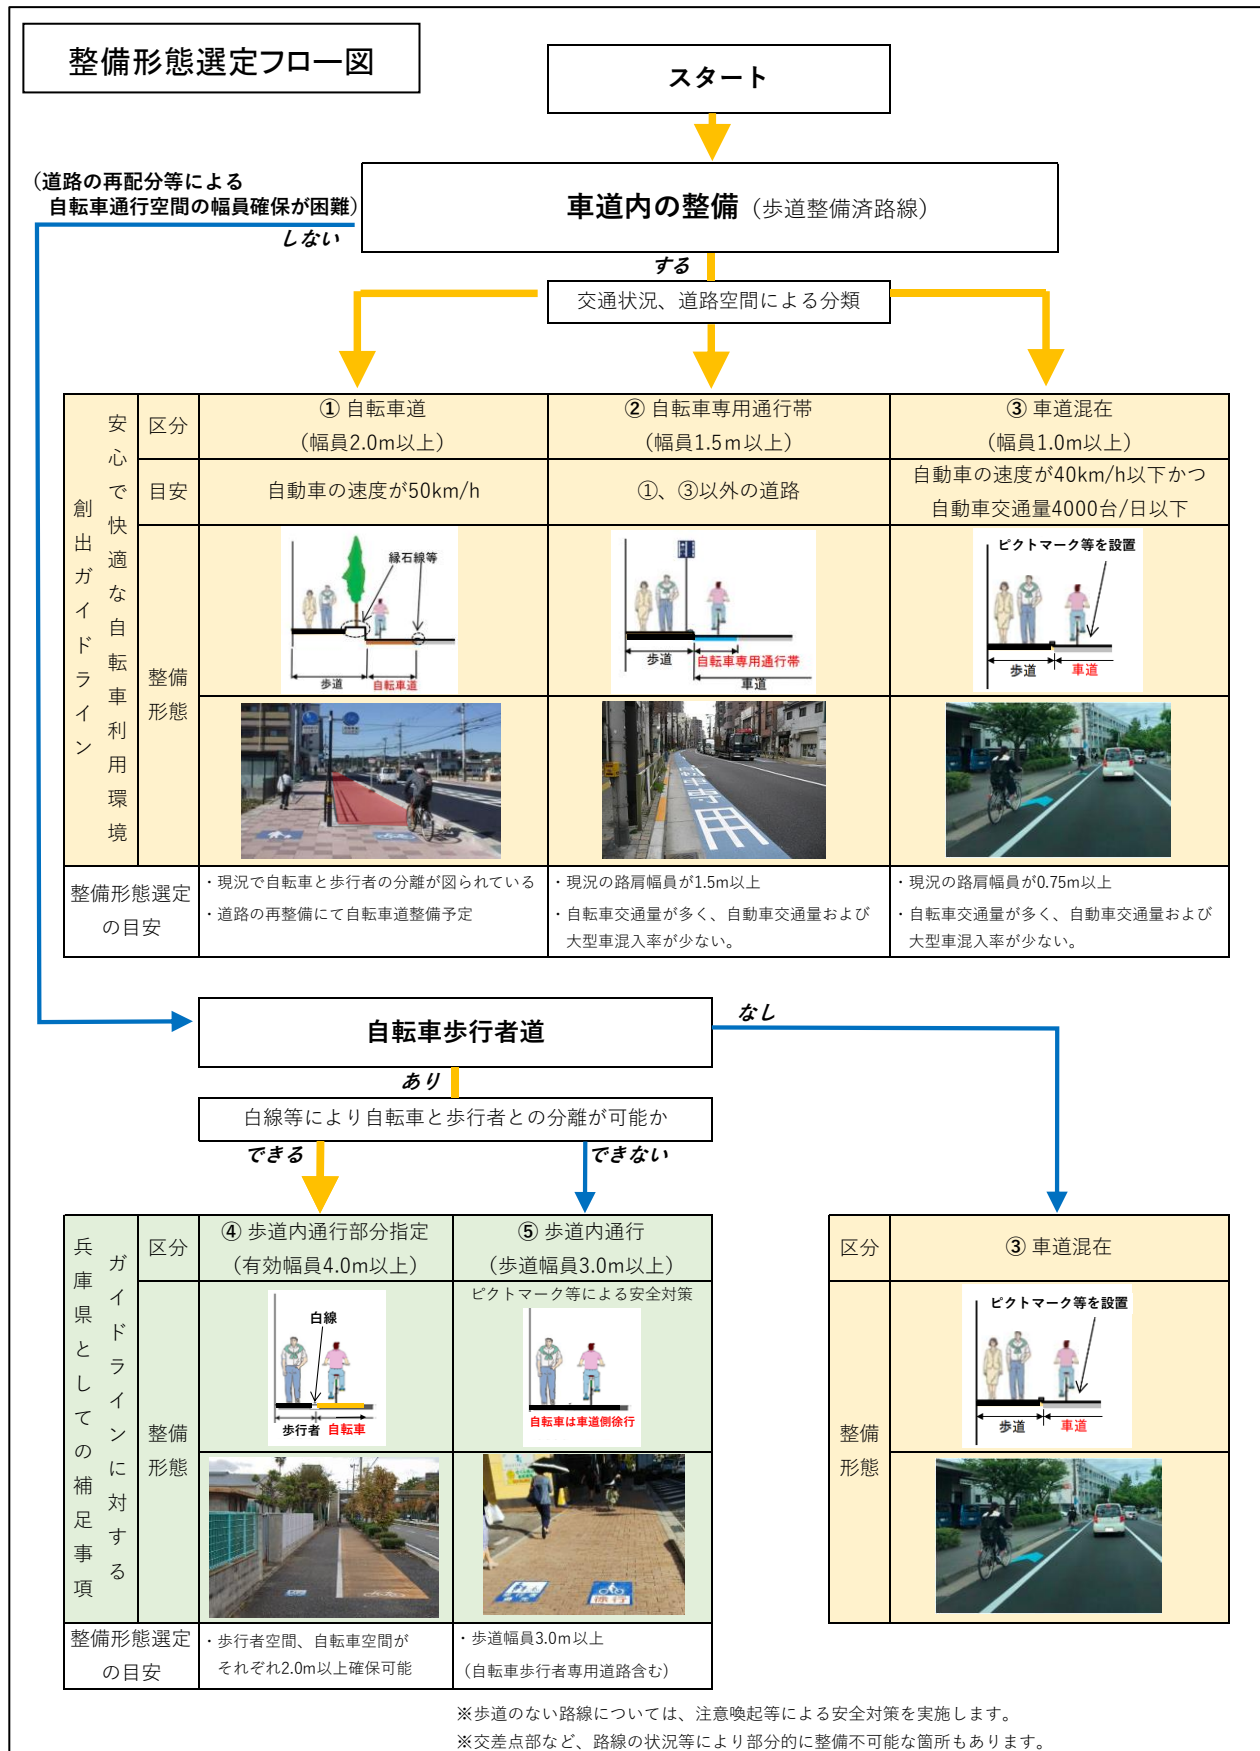 整備形態選定フロー図
スタート
(道路の再配分等による
自転車通行空間の幅員確保が困難)
車道内の整備（歩道整備済路線）
しない
する
交通状況、道路空間による分類
安心で快適な自転車利用環境
創出ガイドライン
区分
① 自転車道
（幅員2.0m以上）
② 自転車専用通行帯
（幅員1.5m以上）
③ 車道混在
（幅員1.0m以上）
目安
自動車の速度が50km/h
①、③以外の道路
自動車の速度が40km/h以下かつ
自動車交通量4000台/日以下
整備
形態
縁石線等
歩道
自転車道
歩道
自転車専用通行帯
車道
ピクトマーク等を設置
歩道
車道
転車専用
整備形態選定
の目安
・現況で自転車と歩行者の分離が図られている
・道路の再整備にて自転車道整備予定
・現況の路肩幅員が1.5m以上
・自転車交通量が多く、自動車交通量および
大型車混入率が少ない。
・現況の路肩幅員が0.75m以上
・自転車交通量が多く、自動車交通量および
大型車混入率が少ない。
自転車歩行者道
なし
あり
白線等により自転車と歩行者との分離が可能か
できる
できない
ガイドラインに対する
兵庫県としての補足事項
区分
④ 歩道内通行部分指定
（有効幅員4.0m以上）
⑤ 歩道内通行
（歩道幅員3.0m以上）
整備
形態
白線
歩行者
自転車
ピクトマーク等による安全対策
自転車は車道側徐行
徐行
整備形態選定
の目安
・歩行者空間、自転車空間が
それぞれ2.0m以上確保可能
・歩道幅員3.0m以上
（自転車歩行者専用道路含む）
区分
③ 車道混在
整備
形態
ピクトマーク等を設置
歩道
車道
※歩道のない路線については、注意喚起等による安全対策を実施します。
※交差点部など、路線の状況等により部分的に整備不可能な箇所もあります。